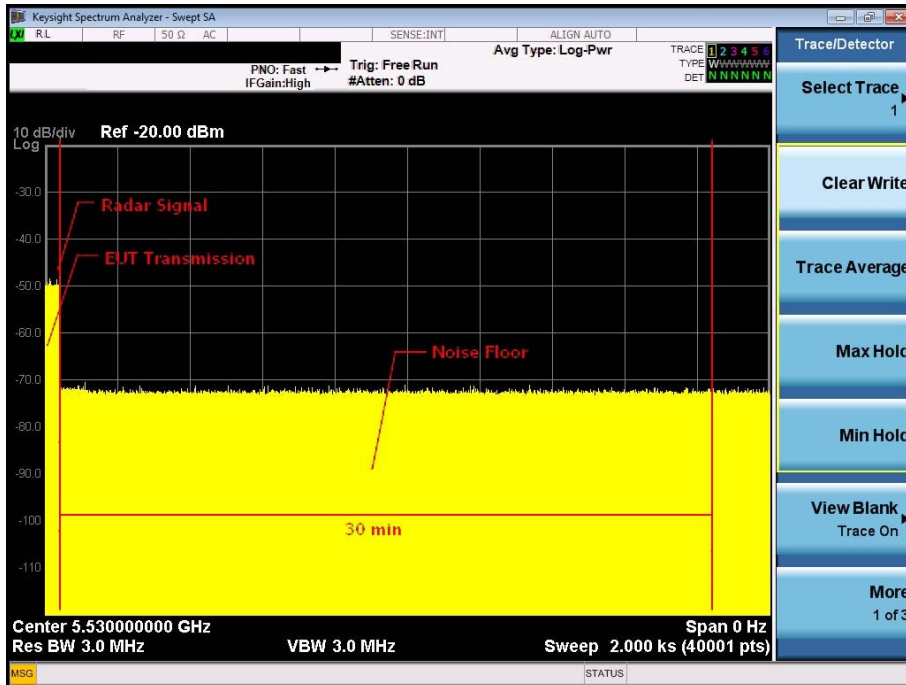 Keysight Spectrum Analyzer - Swept SA
LXI RL RF 50 Ω AC SENSE:INT ALIGN AUTO
PNO: Fast
IFGain:High
Trig: Free Run
#Atten: 0 dB
Avg Type: Log-Pwr
TRACE 1 2 3 4 5 6
TYPE WWWWWW
DET N N N N N N
10 dB/div Ref -20.00 dBm
Log
-30.0
-40.0
-50.0
-60.0
-70.0
-80.0
-90.0
-100
-110
Radar Signal
EUT Transmission
Noise Floor
30 min
Center 5.530000000 GHz Span 0 Hz
Res BW 3.0 MHz VBW 3.0 MHz Sweep 2.000 ks (40001 pts)
MSG STATUS
Trace/Detector
Select Trace
1
Clear Write
Trace Average
Max Hold
Min Hold
View Blank
Trace On
More
1 of 3